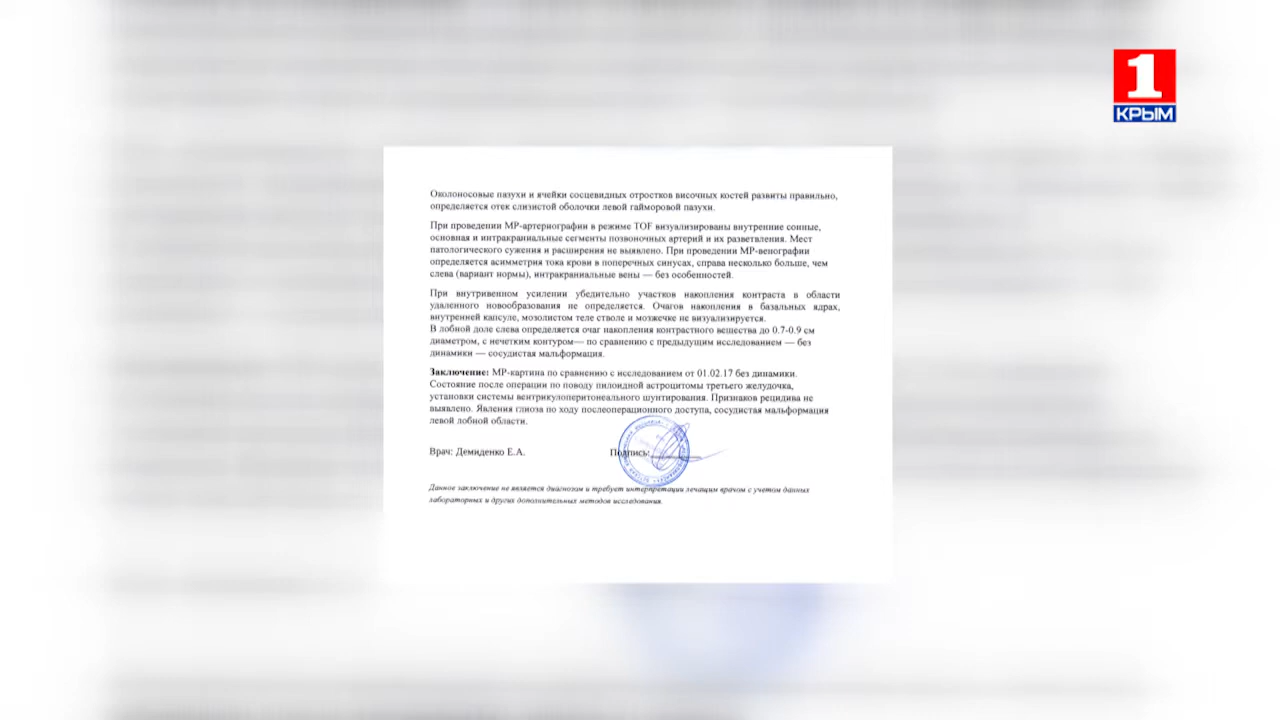 1
КРЫМ
Околоносовые пазухи и ячейки сосцевидных отростков височных костей развиты правильно,
определяется отек слизистой оболочки левой гайморовой пазухи.
При проведении МР-артериографии в режиме TOF визуализированы внутренние сонные,
основная и интракраниальные сегменты позвоночных артерий и их разветвления. Мест
патологического сужения и расширения не выявлено. При проведении МР-венографии
определяется асимметрия тока крови в поперечных синусах, справа несколько больше, чем
слева (вариант нормы), интракраниальные вены — без особенностей.
При внутривенном усилении убедительно участков накопления контраста в области
удаленного новообразования не определяется. Очагов накопления в базальных ядрах,
внутренней капсуле, мозолистом теле стволе и мозжечке не визуализируется.
В лобной доле слева определяется очаг накопления контрастного вещества до 0.7-0.9 см
диаметром, с нечетким контуром— по сравнению с предыдущим исследованием — без
динамики — сосудистая мальформация.
Заключение: МР-картина по сравнению с исследованием от 01.02.17 без динамики.
Состояние после операции по поводу пилоидной астроцитомы третьего желудочка,
установки системы вентрикулоперитонеального шунтирования. Признаков рецидива не
выявлено. Явления глиоза по ходу послеоперационного доступа, сосудистая мальформация
левой лобной области.
Врач: Демиденко Е.А. Подпись:
Данное заключение не является диагнозом и требует интерпретации лечащим врачом с учетом данных
лабораторных и других дополнительных методов исследования.